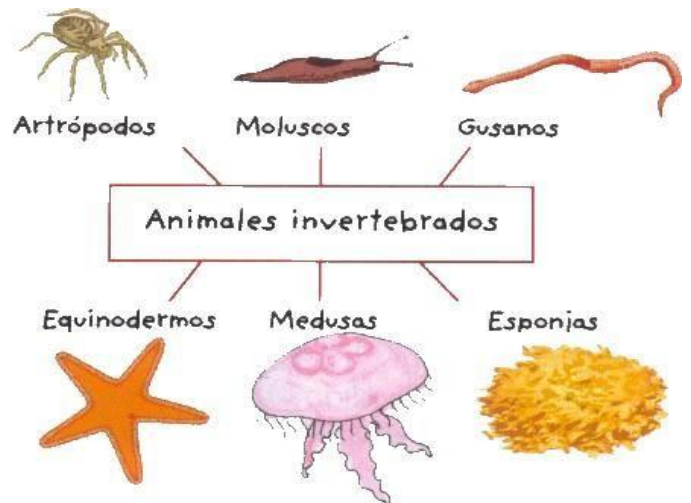 Artrópodos
Moluscos
Gusanos
Animales invertebrados
Equinodermos
Medusas
Esponjas